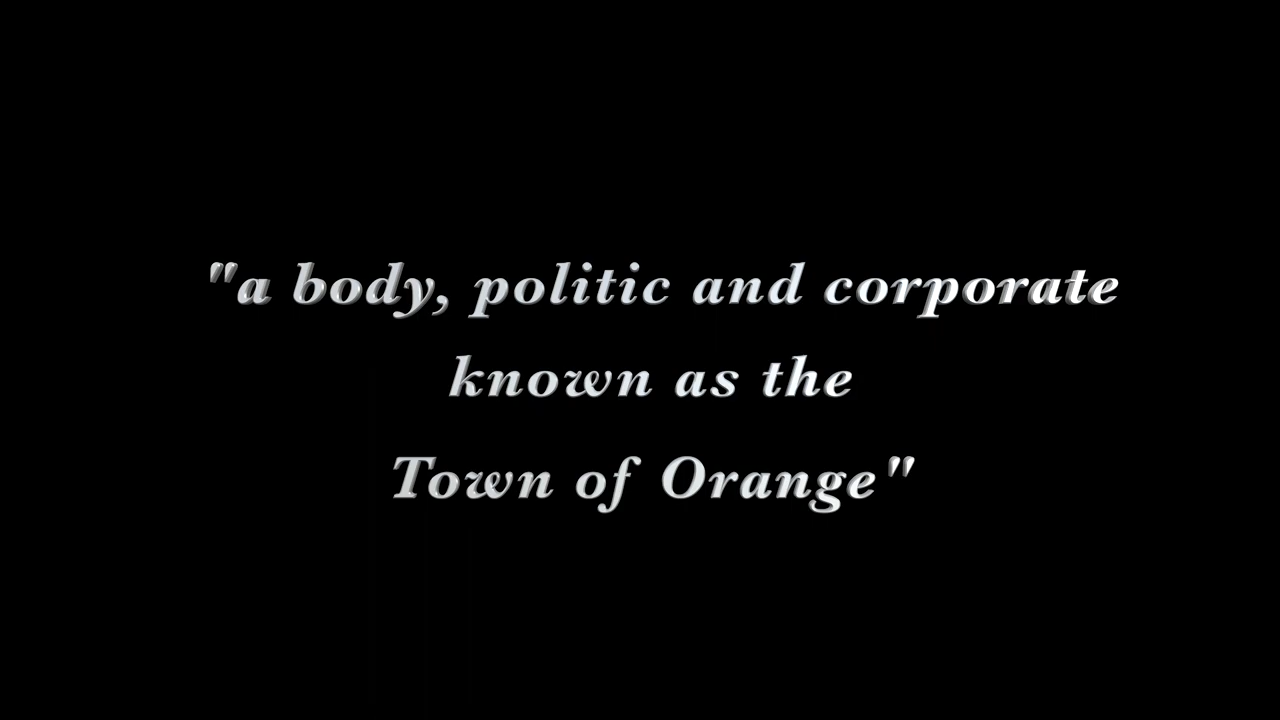 "a body, politic and corporate
known as the
Town of Orange"